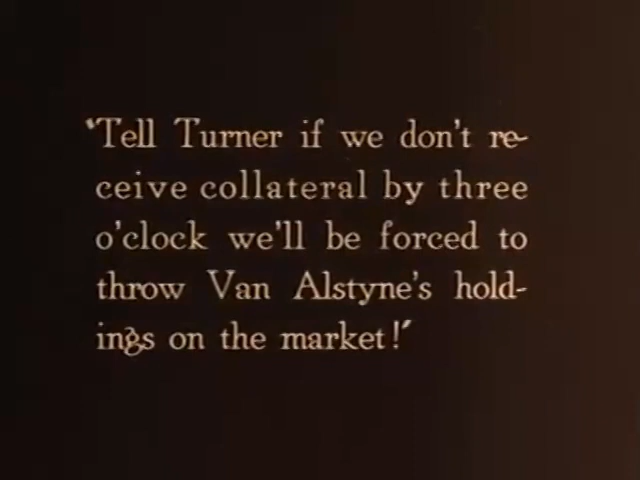 "Tell Turner if we don't re-
ceive collateral by three
o'clock we'll be forced to
throw Van Alstyne's hold-
ings on the market!"